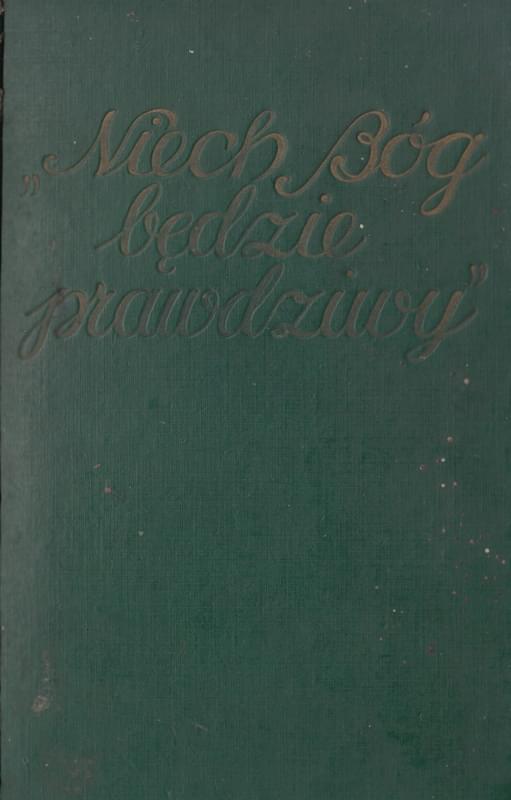 „Niech Bóg
będzie
prawdziwy”